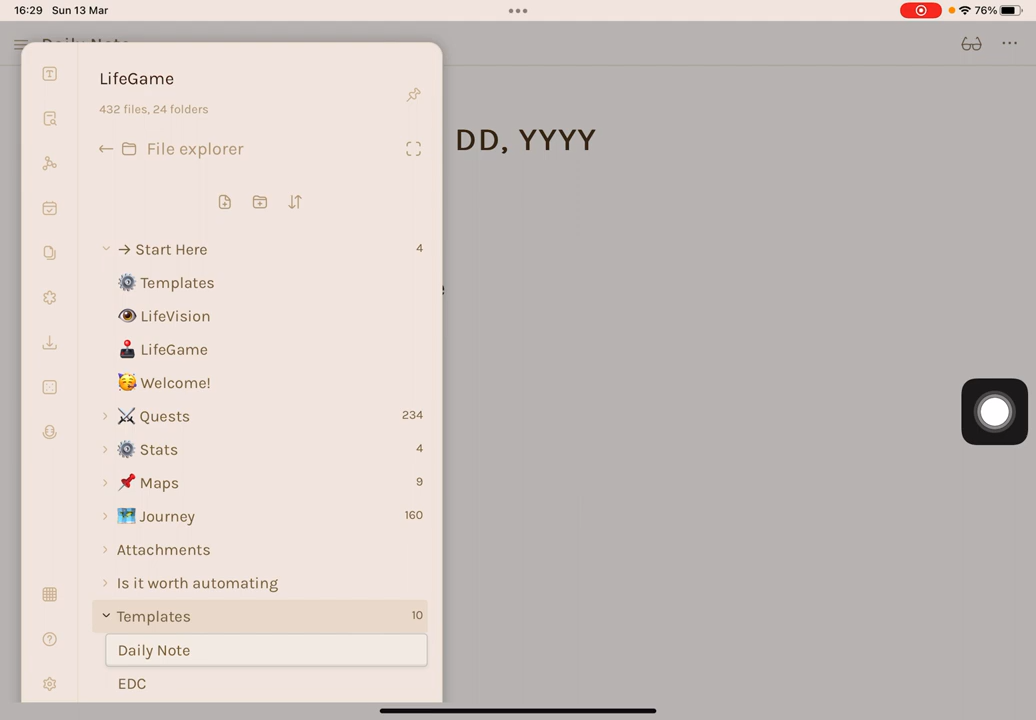 16:29 Sun 13 Mar
76%
Daily Note
LifeGame
432 files, 24 folders
File explorer
DD, YYYY
→ Start Here 4
Templates
LifeVision
LifeGame
Welcome!
Quests 234
Stats 4
Maps 9
Journey 160
Attachments
Is it worth automating
Templates 10
Daily Note
EDC